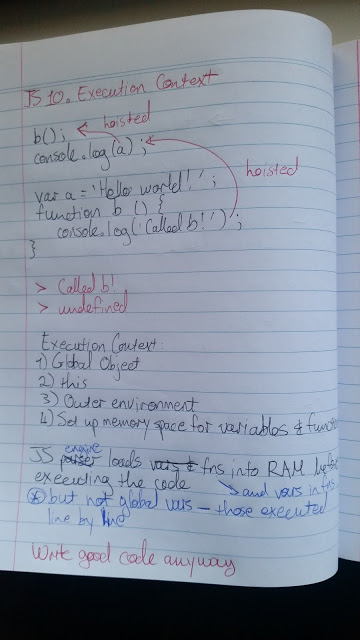 JS 10. Execution Context
b(); hoisted
console.log(a);
hoisted
var a = 'Hello world!';
function b () {
console.log('Called b!');
}
> Called b!
> undefined
Execution Context:
1) Global Object
2) this
3) Outer environment
4) Set up memory space for variables & functi
engine
JS parser loads vars & fns into RAM before
executing the code → and vars in fns
* but not global vars – those executed
line by line
Write good code anyway